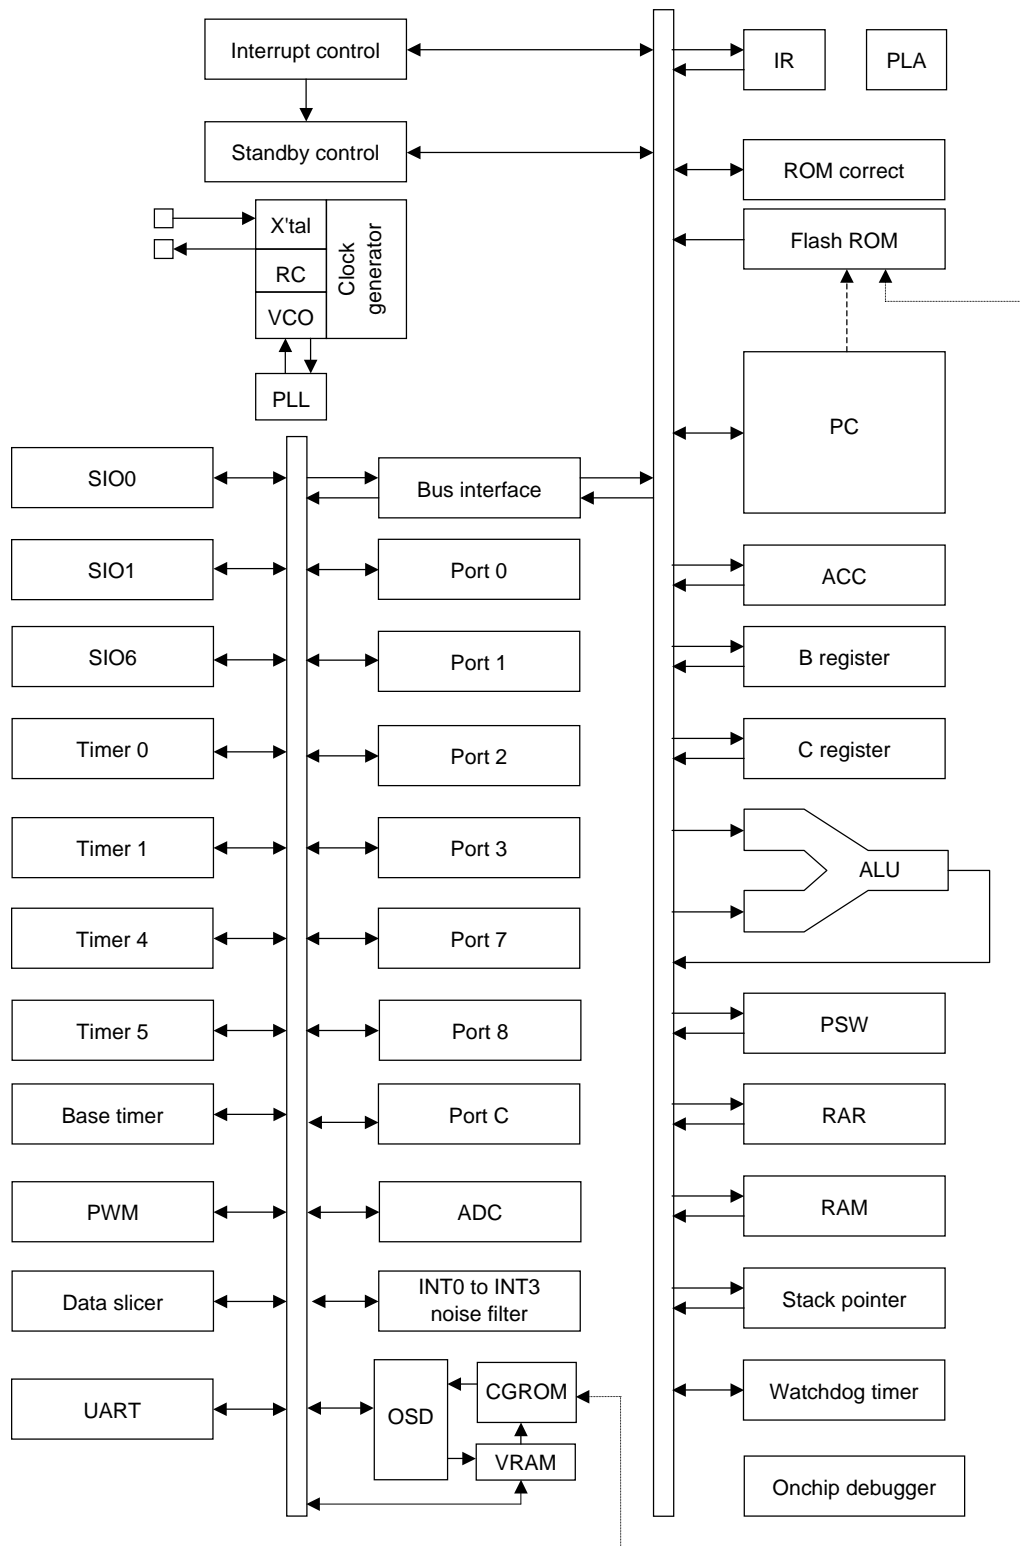 Interrupt control
IR
PLA
Standby control
ROM correct
X'tal
RC
VCO
Clock
generator
Flash ROM
PLL
PC
SIO0
Bus interface
SIO1
Port 0
ACC
SIO6
Port 1
B register
Timer 0
Port 2
C register
Timer 1
Port 3
ALU
Timer 4
Port 7
Timer 5
Port 8
PSW
Base timer
Port C
RAR
PWM
ADC
RAM
Data slicer
INT0 to INT3
noise filter
Stack pointer
UART
OSD
CGROM
VRAM
Watchdog timer
Onchip debugger